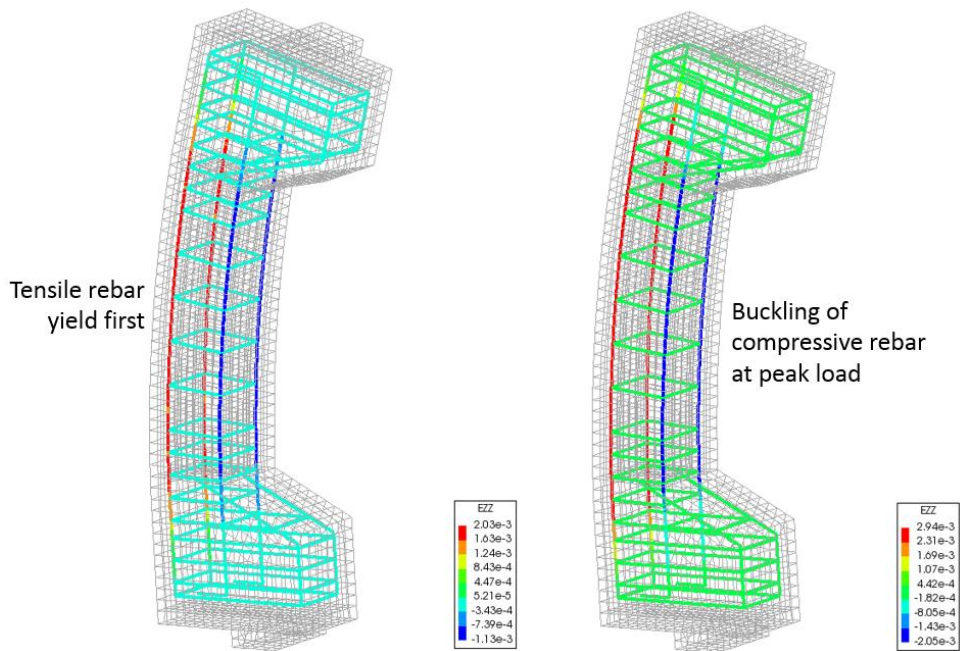 Tensile rebar
yield first
EZZ
2.03e-3
1.63e-3
1.24e-3
8.43e-4
4.47e-4
5.21e-5
-3.43e-4
-7.39e-4
-1.13e-3
Buckling of
compressive rebar
at peak load
EZZ
2.94e-3
2.31e-3
1.69e-3
1.07e-3
4.42e-4
-1.82e-4
-8.05e-4
-1.43e-3
-2.05e-3